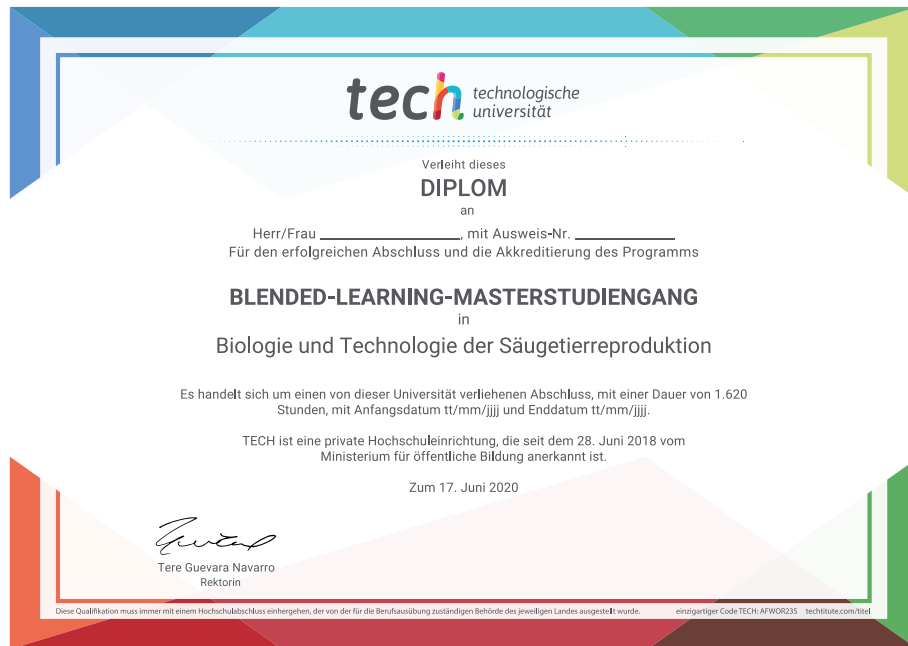 tech technologische
universität
Verleiht dieses
DIPLOM
an
Herr/Frau ____________________, mit Ausweis-Nr. ______________
Für den erfolgreichen Abschluss und die Akkreditierung des Programms
BLENDED-LEARNING-MASTERSTUDIENGANG
in
Biologie und Technologie der Säugetierreproduktion
Es handelt sich um einen von dieser Universität verliehenen Abschluss, mit einer Dauer von 1.620
Stunden, mit Anfangsdatum tt/mm/jjjj und Enddatum tt/mm/jjjj.
TECH ist eine private Hochschuleinrichtung, die seit dem 28. Juni 2018 vom
Ministerium für öffentliche Bildung anerkannt ist.
Zum 17. Juni 2020
Tere Guevara Navarro
Rektorin
Diese Qualifikation muss immer mit einem Hochschulabschluss einhergehen, der von der für die Berufsausübung zuständigen Behörde des jeweiligen Landes ausgestellt wurde. einzigartiger Code TECH: AFWOR23S techtitute.com/titel